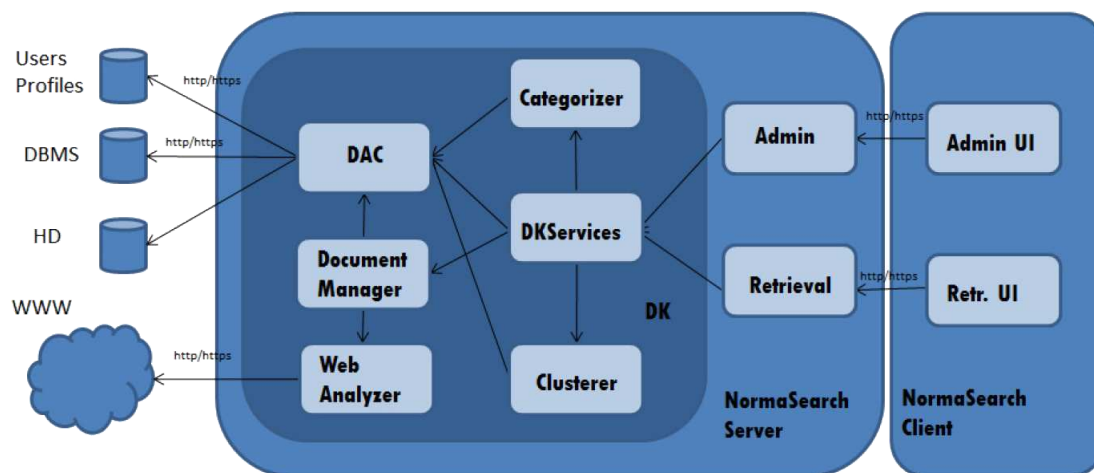 Users
Profiles
http/https
DBMS
http/https
HD
WWW
http/https
DAC
Document
Manager
Web
Analyzer
Categorizer
DKServices
Clusterer
DK
Admin
Retrieval
NormaSearch
Server
http/https
http/https
Admin UI
Retr. UI
NormaSearch
Client